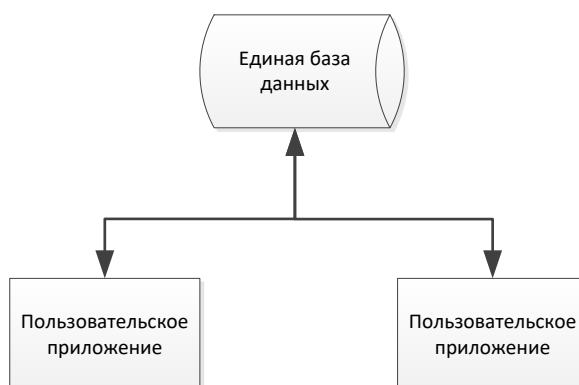 Единая база
данных
Пользовательское
приложение
Пользовательское
приложение